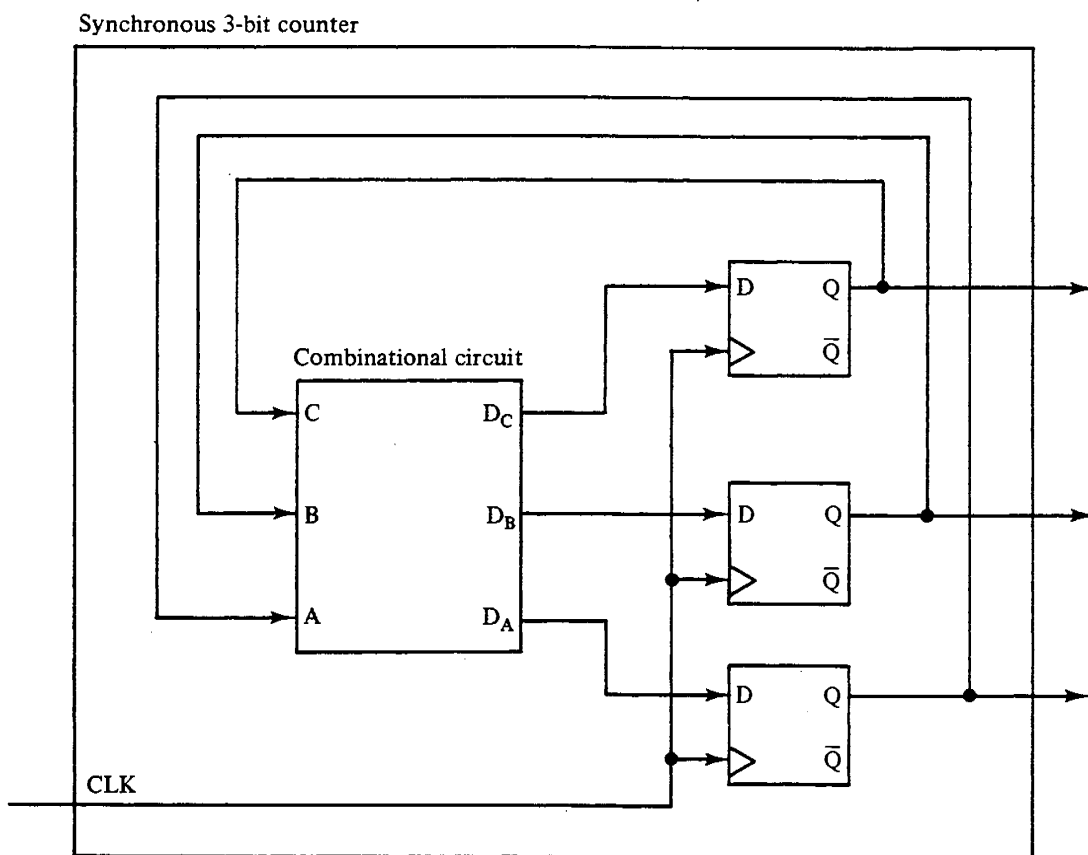 Synchronous 3-bit counter
D Q
Q̅
Combinational circuit
C D_C
B D_B
A D_A
D Q
Q̅
D Q
Q̅
CLK